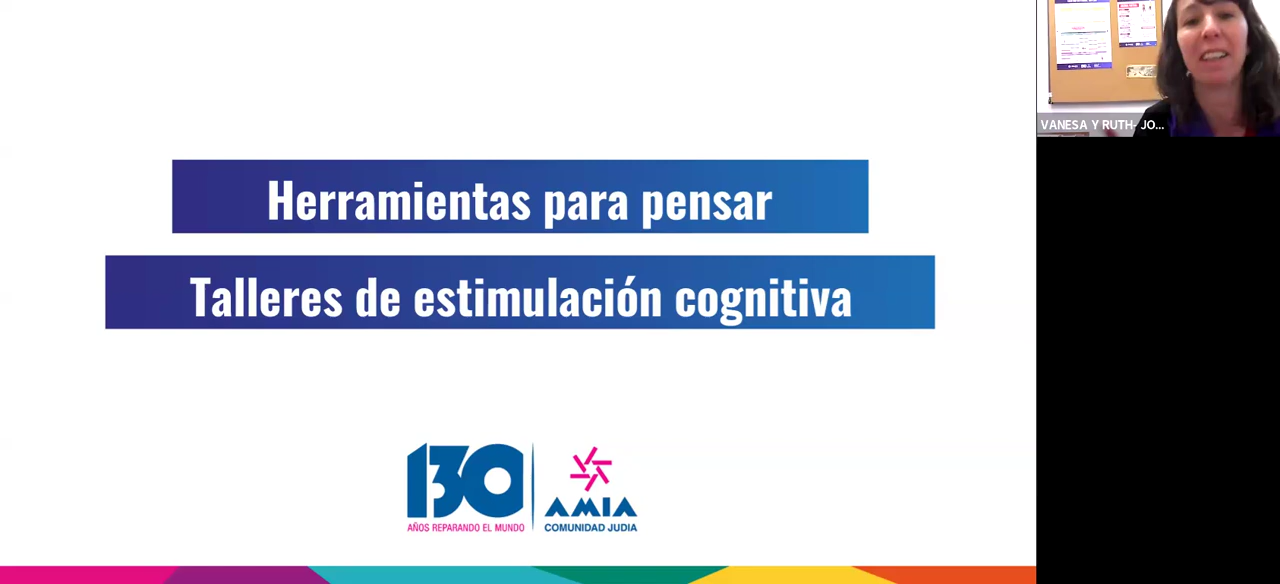 Herramientas para pensar
Talleres de estimulación cognitiva
130
AÑOS REPARANDO EL MUNDO
AMIA
COMUNIDAD JUDIA
VANESA Y RUTH- JO...